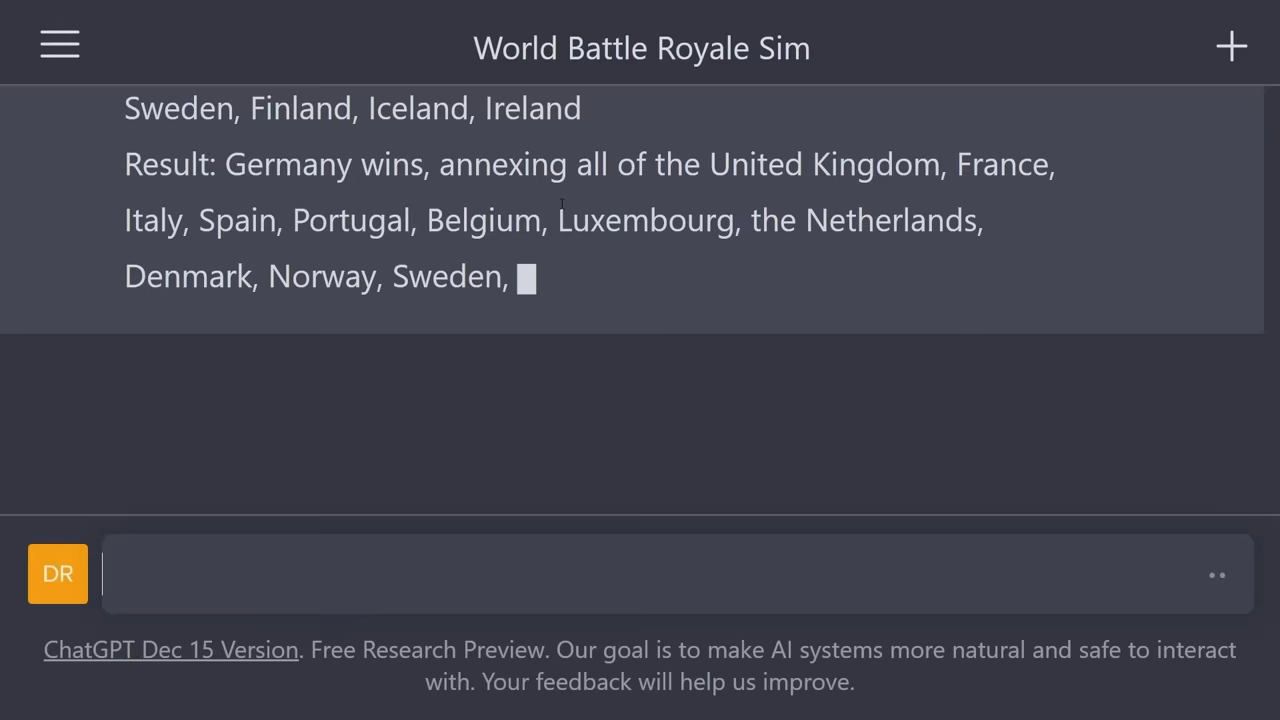 World Battle Royale Sim
Sweden, Finland, Iceland, Ireland
Result: Germany wins, annexing all of the United Kingdom, France,
Italy, Spain, Portugal, Belgium, Luxembourg, the Netherlands,
Denmark, Norway, Sweden,
DR
ChatGPT Dec 15 Version. Free Research Preview. Our goal is to make AI systems more natural and safe to interact
with. Your feedback will help us improve.